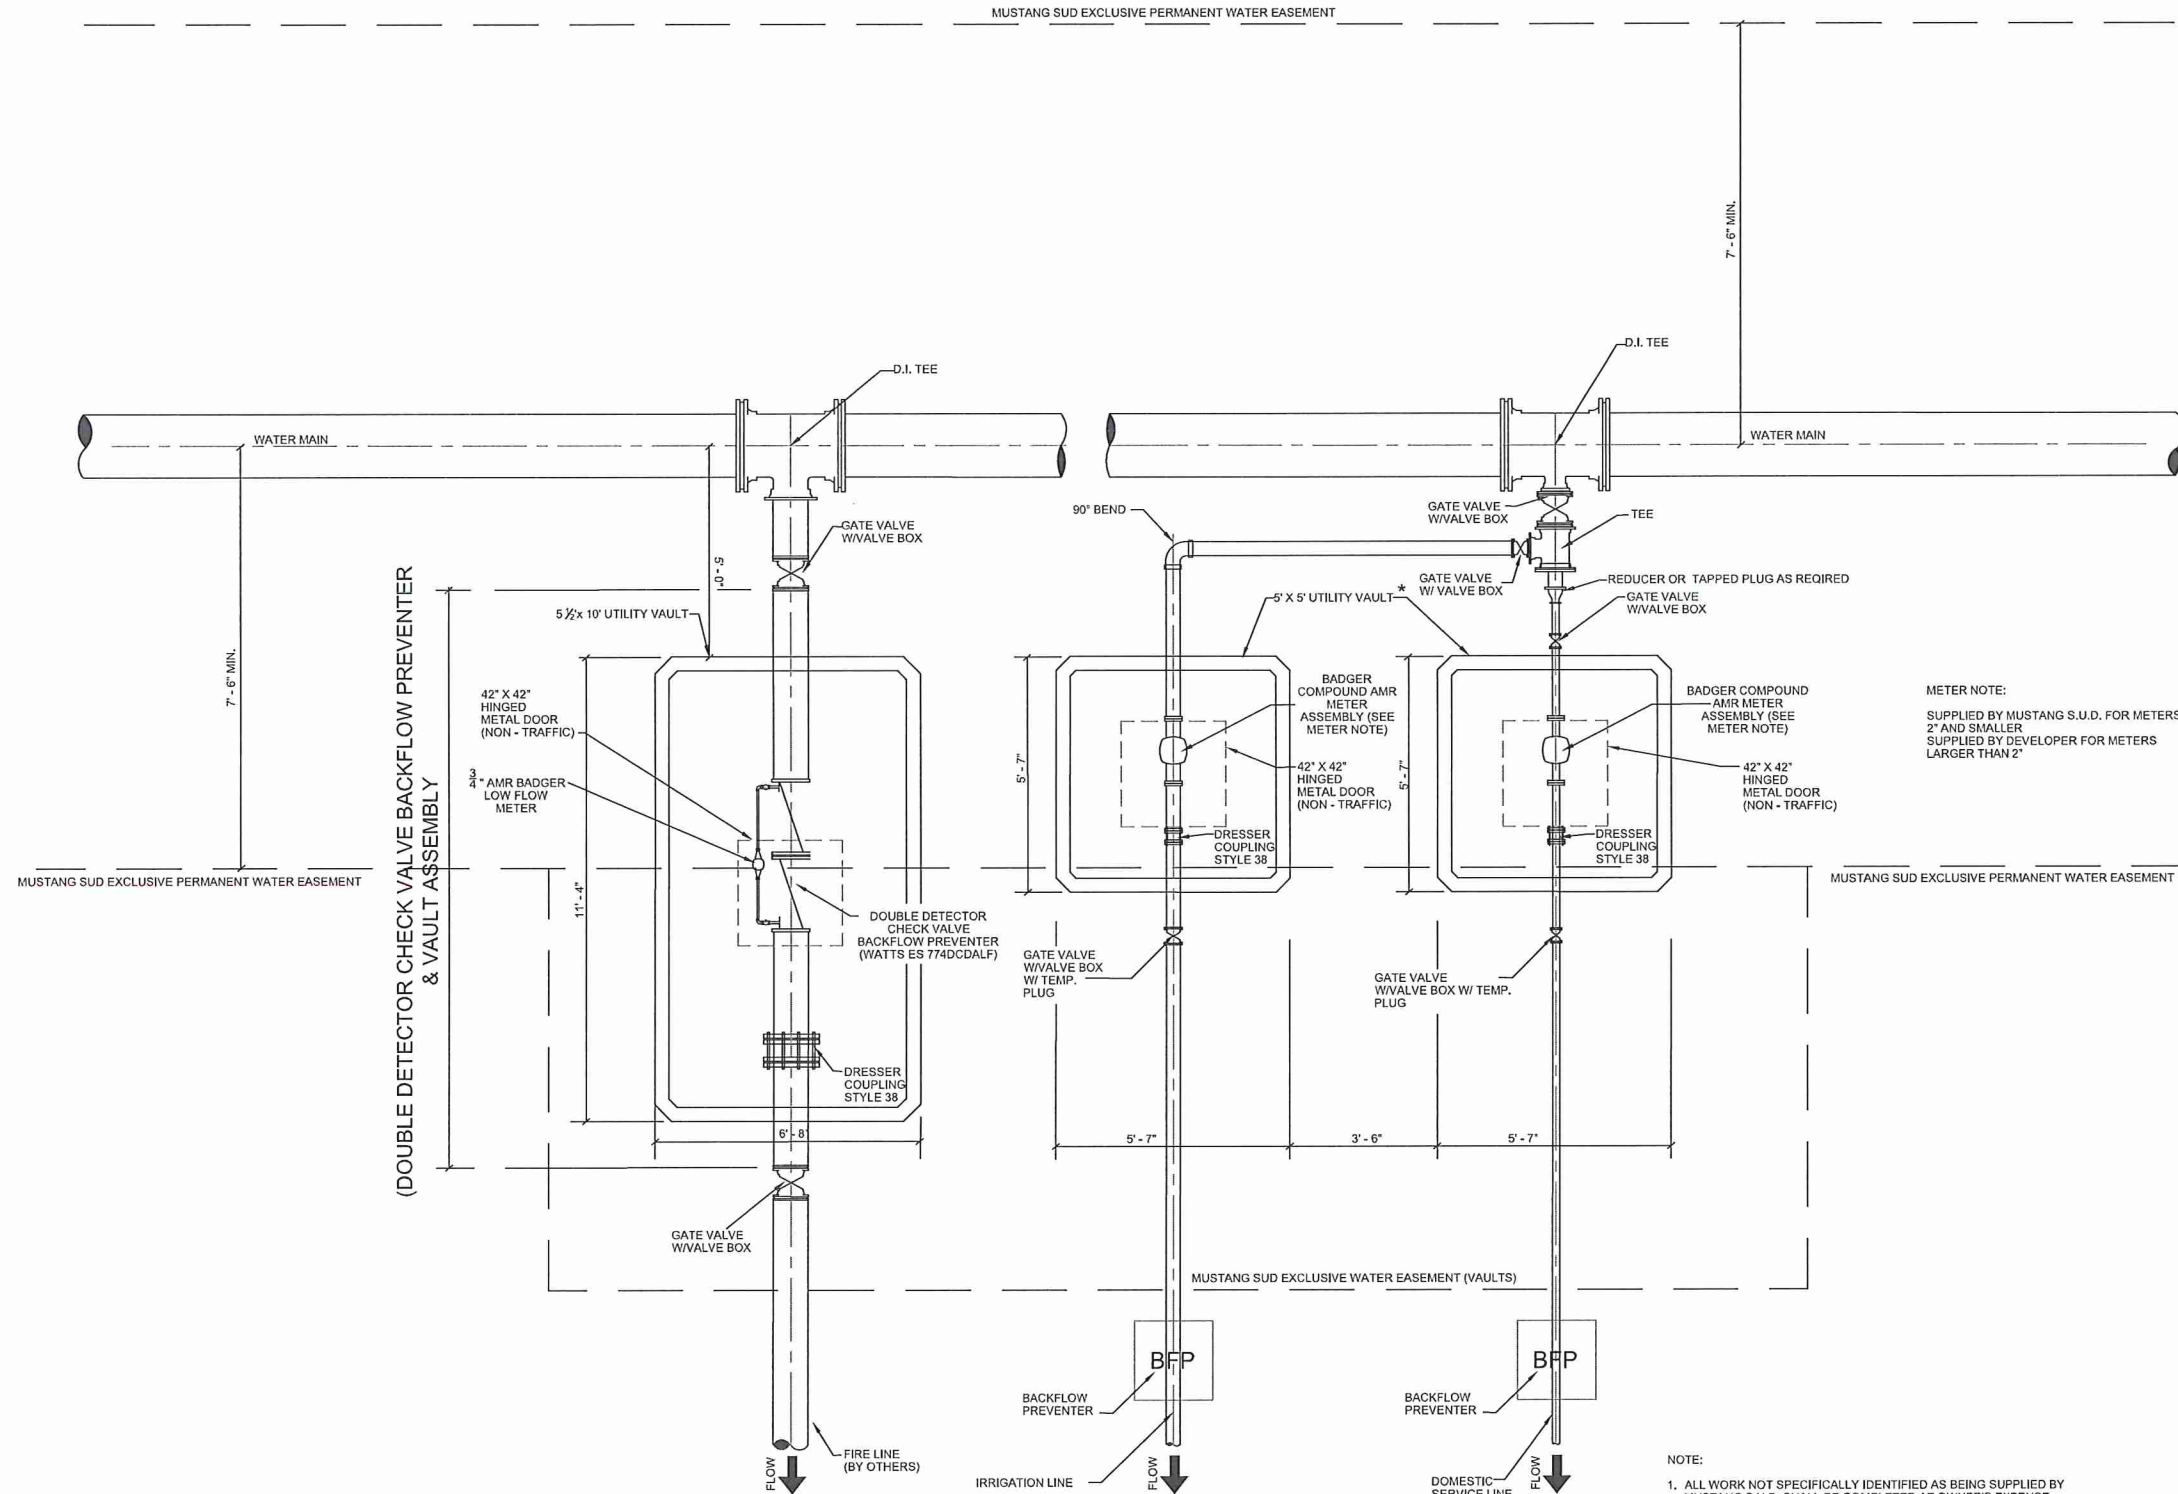 MUSTANG SUD EXCLUSIVE PERMANENT WATER EASEMENT
7' - 6" MIN.
D.I. TEE
D.I. TEE
WATER MAIN
WATER MAIN
GATE VALVE
W/VALVE BOX
90° BEND
GATE VALVE
W/VALVE BOX
TEE
5' - 0"
GATE VALVE
W/ VALVE BOX
REDUCER OR TAPPED PLUG AS REQIRED
GATE VALVE
W/VALVE BOX
5 ½'x 10' UTILITY VAULT
5' X 5' UTILITY VAULT *
(DOUBLE DETECTOR CHECK VALVE BACKFLOW PREVENTER
& VAULT ASSEMBLY
7' - 6" MIN.
42" X 42"
HINGED
METAL DOOR
(NON - TRAFFIC)
3/4" AMR BADGER
LOW FLOW
METER
BADGER
COMPOUND AMR
METER
ASSEMBLY (SEE
METER NOTE)
BADGER COMPOUND
AMR METER
ASSEMBLY (SEE
METER NOTE)
METER NOTE:
SUPPLIED BY MUSTANG S.U.D. FOR METERS
2" AND SMALLER
SUPPLIED BY DEVELOPER FOR METERS
LARGER THAN 2"
5' - 7"
42" X 42"
HINGED
METAL DOOR
(NON - TRAFFIC)
5' - 7"
42" X 42"
HINGED
METAL DOOR
(NON - TRAFFIC)
DRESSER
COUPLING
STYLE 38
DRESSER
COUPLING
STYLE 38
MUSTANG SUD EXCLUSIVE PERMANENT WATER EASEMENT
MUSTANG SUD EXCLUSIVE PERMANENT WATER EASEMENT
11' - 4"
DOUBLE DETECTOR
CHECK VALVE
BACKFLOW PREVENTER
(WATTS ES 774DCDALF)
GATE VALVE
W/VALVE BOX
W/ TEMP.
PLUG
GATE VALVE
W/VALVE BOX W/ TEMP.
PLUG
DRESSER
COUPLING
STYLE 38
6' - 8"
5' - 7"
3' - 6"
5' - 7"
GATE VALVE
W/VALVE BOX
MUSTANG SUD EXCLUSIVE WATER EASEMENT (VAULTS)
BFP
BFP
BACKFLOW
PREVENTER
BACKFLOW
PREVENTER
FIRE LINE
(BY OTHERS)
FLOW
IRRIGATION LINE
FLOW
DOMESTIC
SERVICE LINE
FLOW
NOTE:
1. ALL WORK NOT SPECIFICALLY IDENTIFIED AS BEING SUPPLIED BY
MUSTANG S.U.D. SHALL BE COMPLETED AT OWNER'S EXPENSE